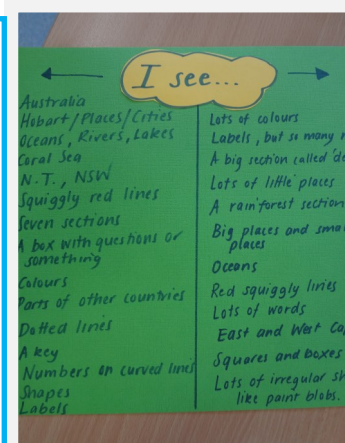 I see...
Australia
Hobart/Places/Cities
Oceans, Rivers, Lakes
Coral Sea
N.T., NSW
Squiggly red lines
Seven sections
A box with questions or
something
Colours
Parts of other countries
Dotted lines
A key
Numbers on curved lines
Shapes
Labels
Lots of colours
Labels, but so many
A big section called
Lots of little places
A rainforest section
Big places and
places
Oceans
Red squiggly lines
Lots of words
East and West
Squares and boxes
Lots of irregular
like paint blobs.